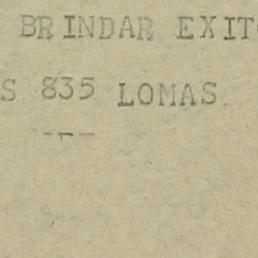 BRINDAR EXIT
S 835 LOMAS
---